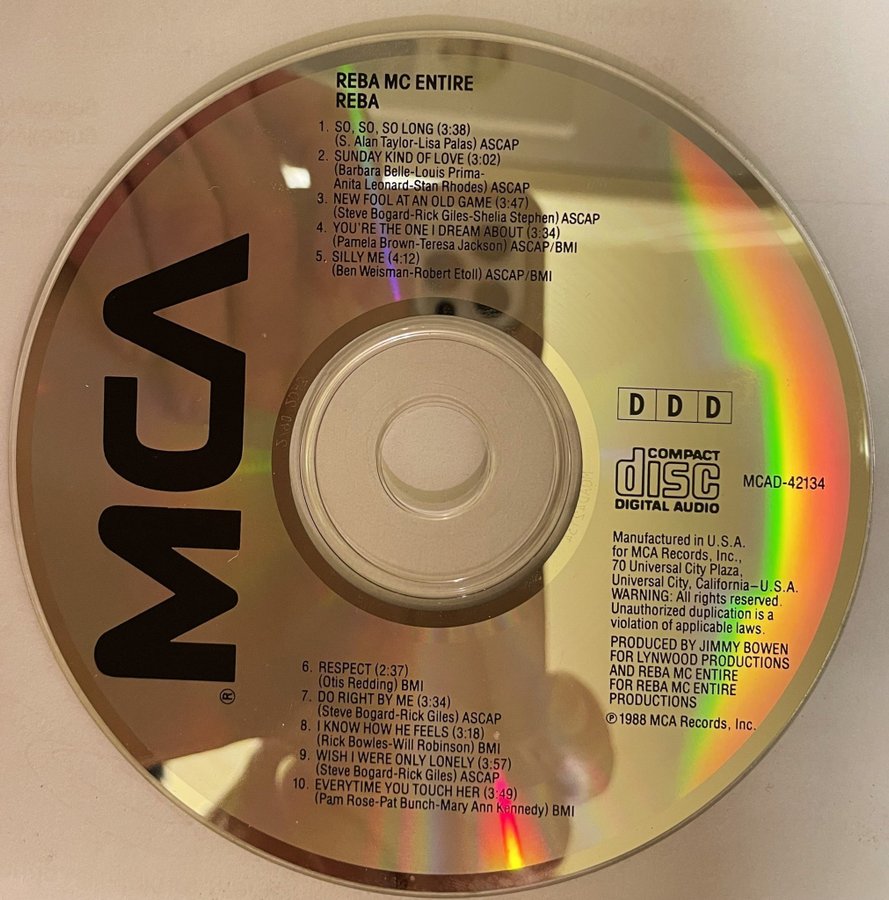 REBA MC ENTIRE
REBA
1. SO, SO, SO LONG (3:38)
(S. Alan Taylor-Lisa Palas) ASCAP
2. SUNDAY KIND OF LOVE (3:02)
(Barbara Belle-Louis Prima-
Anita Leonard-Stan Rhodes) ASCAP
3. NEW FOOL AT AN OLD GAME (3:47)
(Steve Bogard-Rick Giles-Shelia Stephen) ASCAP
4. YOU'RE THE ONE I DREAM ABOUT (3:34)
(Pamela Brown-Teresa Jackson) ASCAP/BMI
5. SILLY ME (4:12)
(Ben Weisman-Robert Etoll) ASCAP/BMI
MCA
®
D D D
COMPACT
disc
DIGITAL AUDIO
MCAD-42134
Manufactured in U.S.A.
for MCA Records, Inc.,
70 Universal City Plaza,
Universal City, California–U.S.A.
WARNING: All rights reserved.
Unauthorized duplication is a
violation of applicable laws.
PRODUCED BY JIMMY BOWEN
FOR LYNWOOD PRODUCTIONS
AND REBA MC ENTIRE
FOR REBA MC ENTIRE
PRODUCTIONS
℗ 1988 MCA Records, Inc.
6. RESPECT (2:37)
(Otis Redding) BMI
7. DO RIGHT BY ME (3:34)
(Steve Bogard-Rick Giles) ASCAP
8. I KNOW HOW HE FEELS (3:18)
(Rick Bowles-Will Robinson) BMI
9. WISH I WERE ONLY LONELY (3:57)
(Steve Bogard-Rick Giles) ASCAP
10. EVERYTIME YOU TOUCH HER (3:49)
(Pam Rose-Pat Bunch-Mary Ann Kennedy) BMI